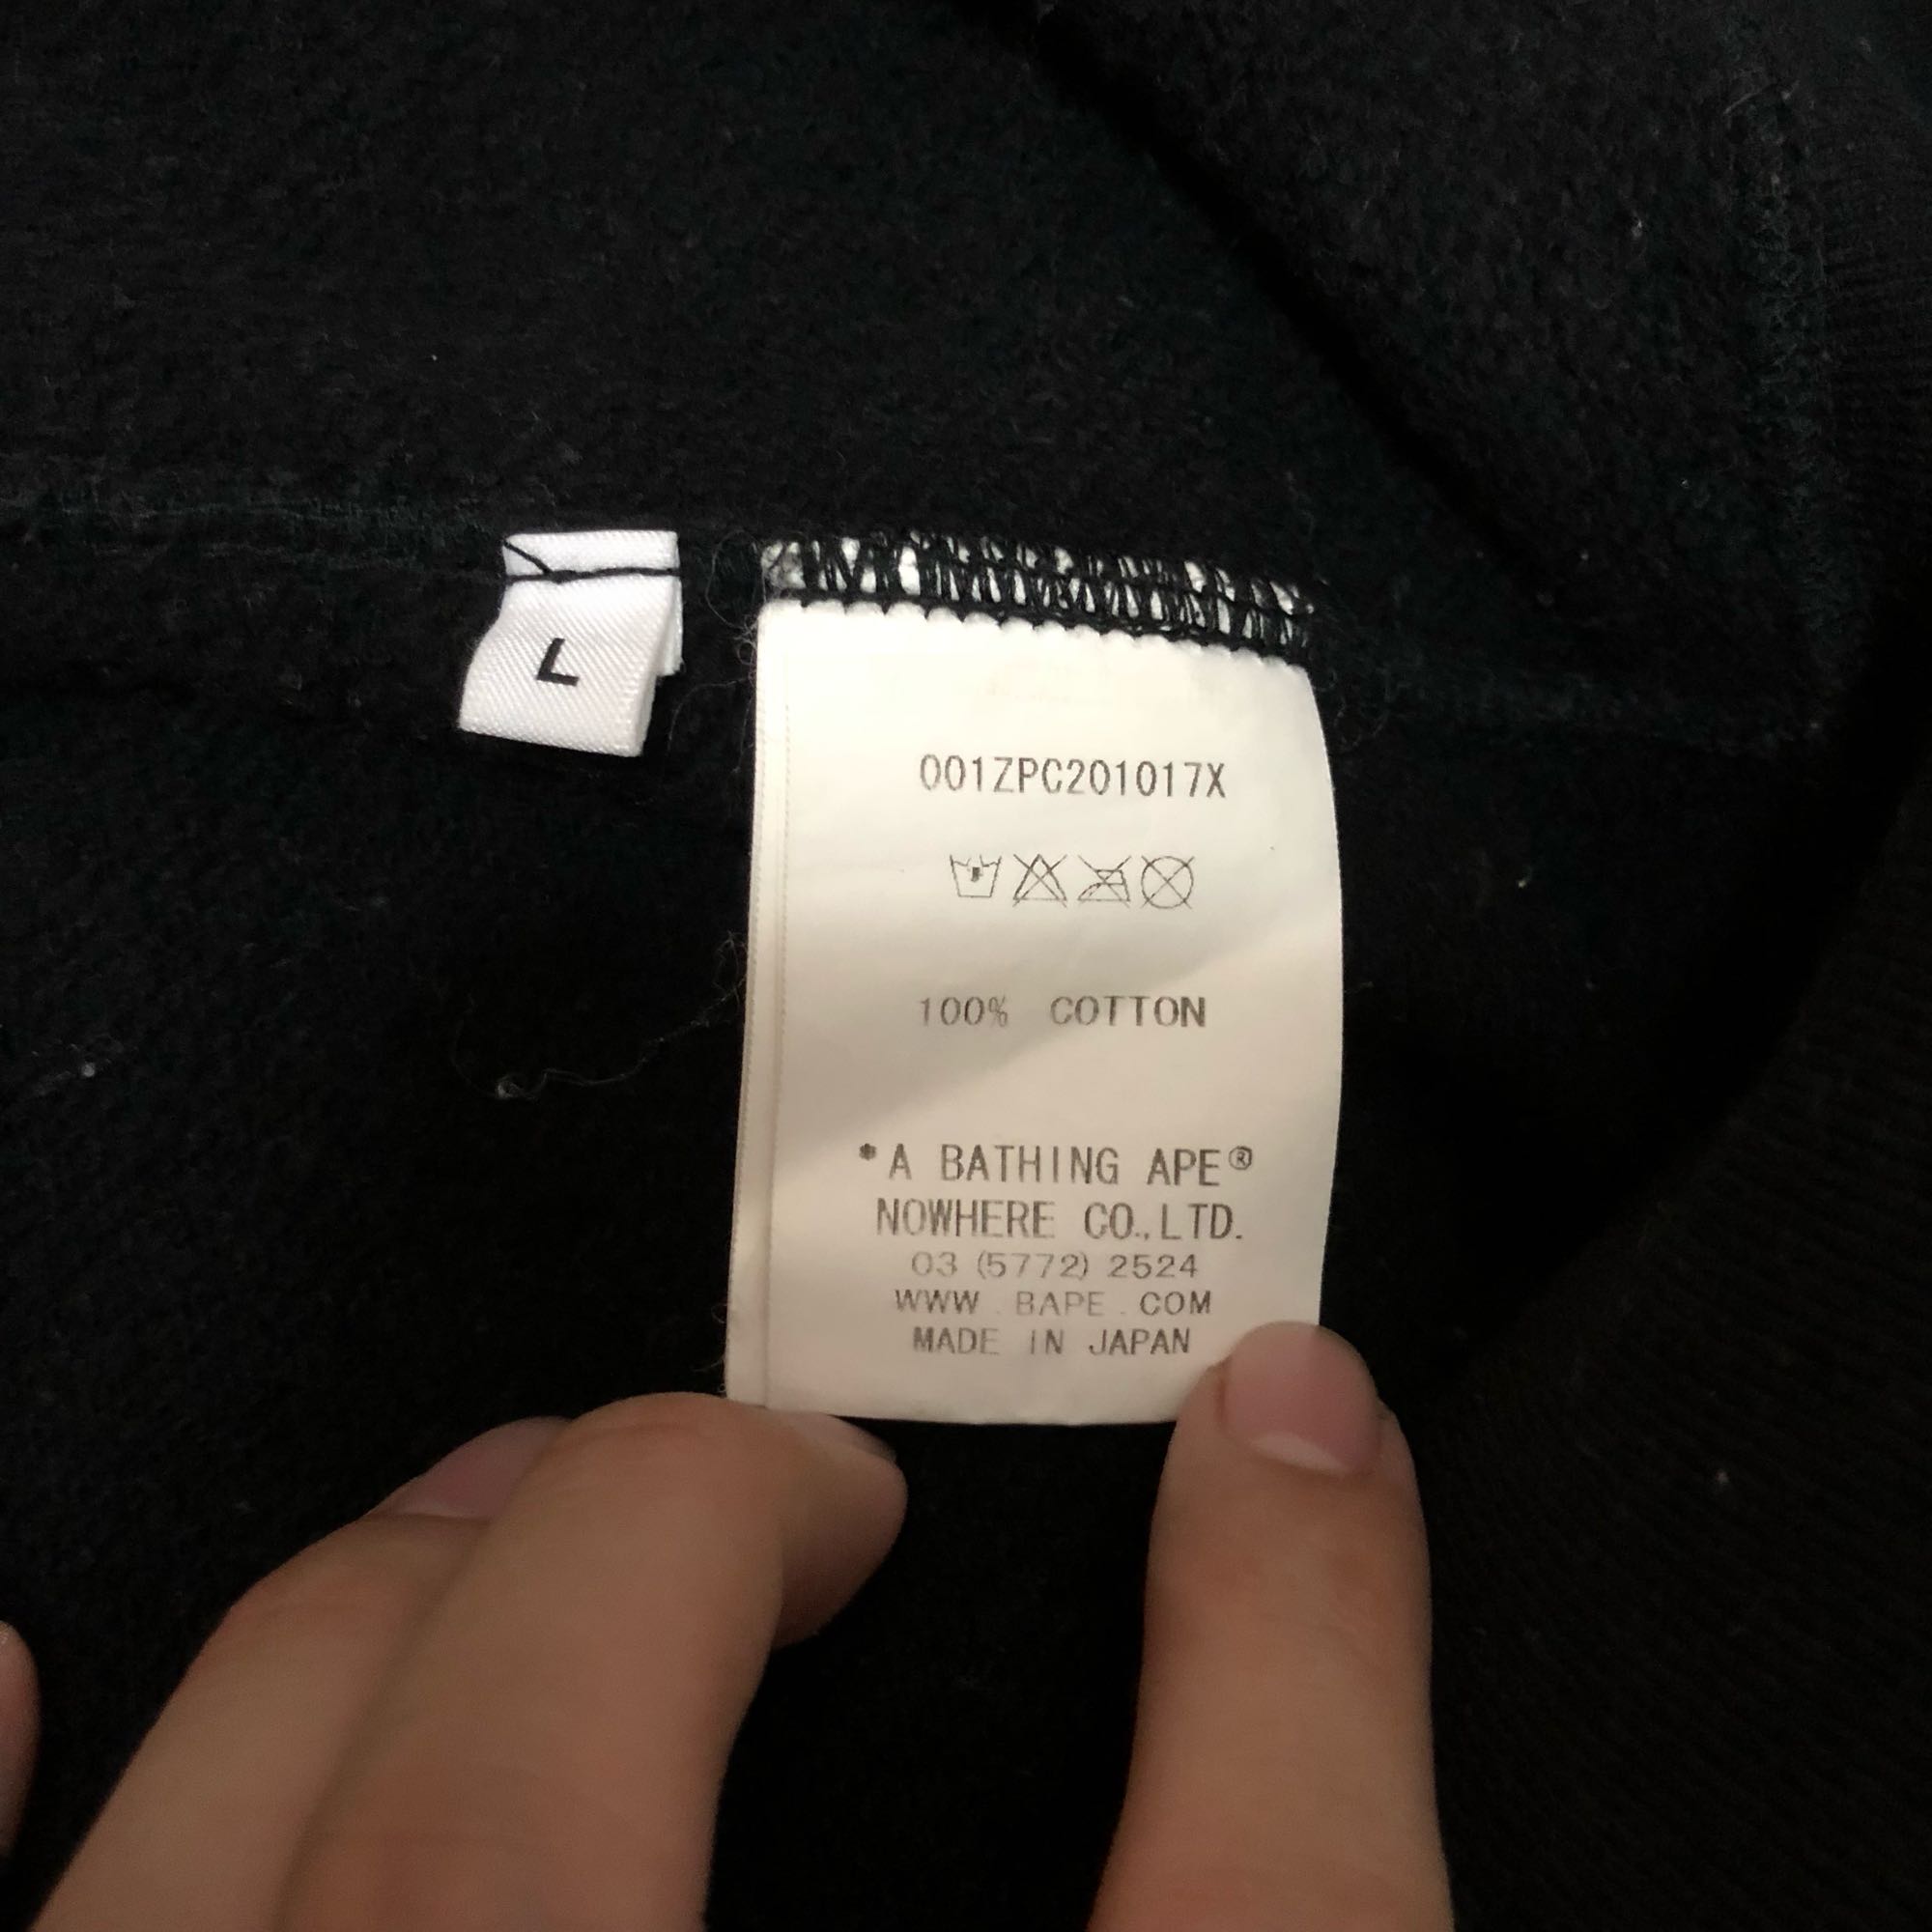 L
001ZPC201017X
100% COTTON
*A BATHING APE®
NOWHERE CO.,LTD.
03 (5772) 2524
WWW . BAPE . COM
MADE IN JAPAN